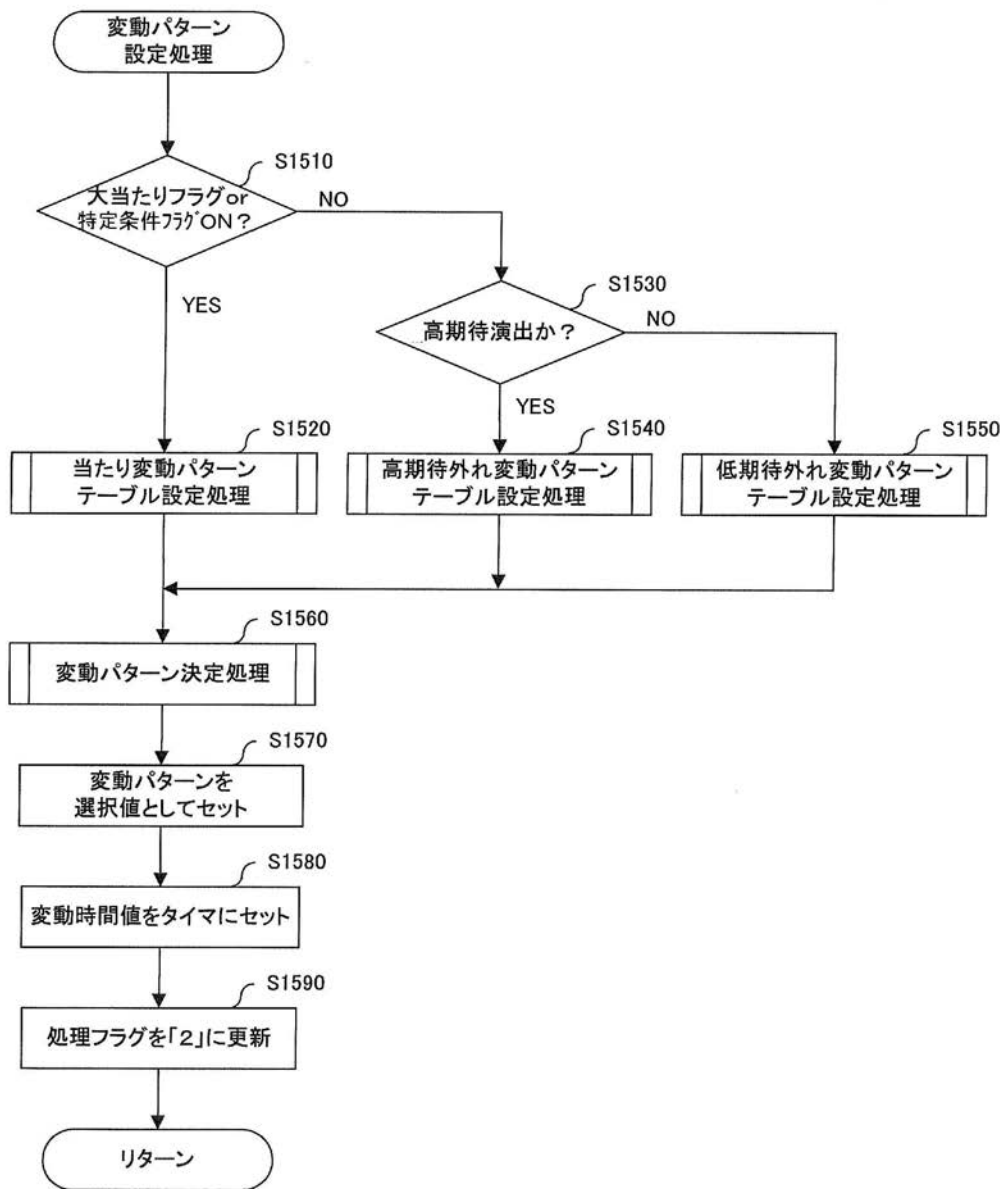 変動パターン
設定処理
S1510
大当たりフラグor
特定条件フラグON?
NO
YES
S1530
高期待演出か?
NO
YES
S1520
当たり変動パターン
テーブル設定処理
S1540
高期待外れ変動パターン
テーブル設定処理
S1550
低期待外れ変動パターン
テーブル設定処理
S1560
変動パターン決定処理
S1570
変動パターンを
選択値としてセット
S1580
変動時間値をタイマにセット
S1590
処理フラグを「2」に更新
リターン